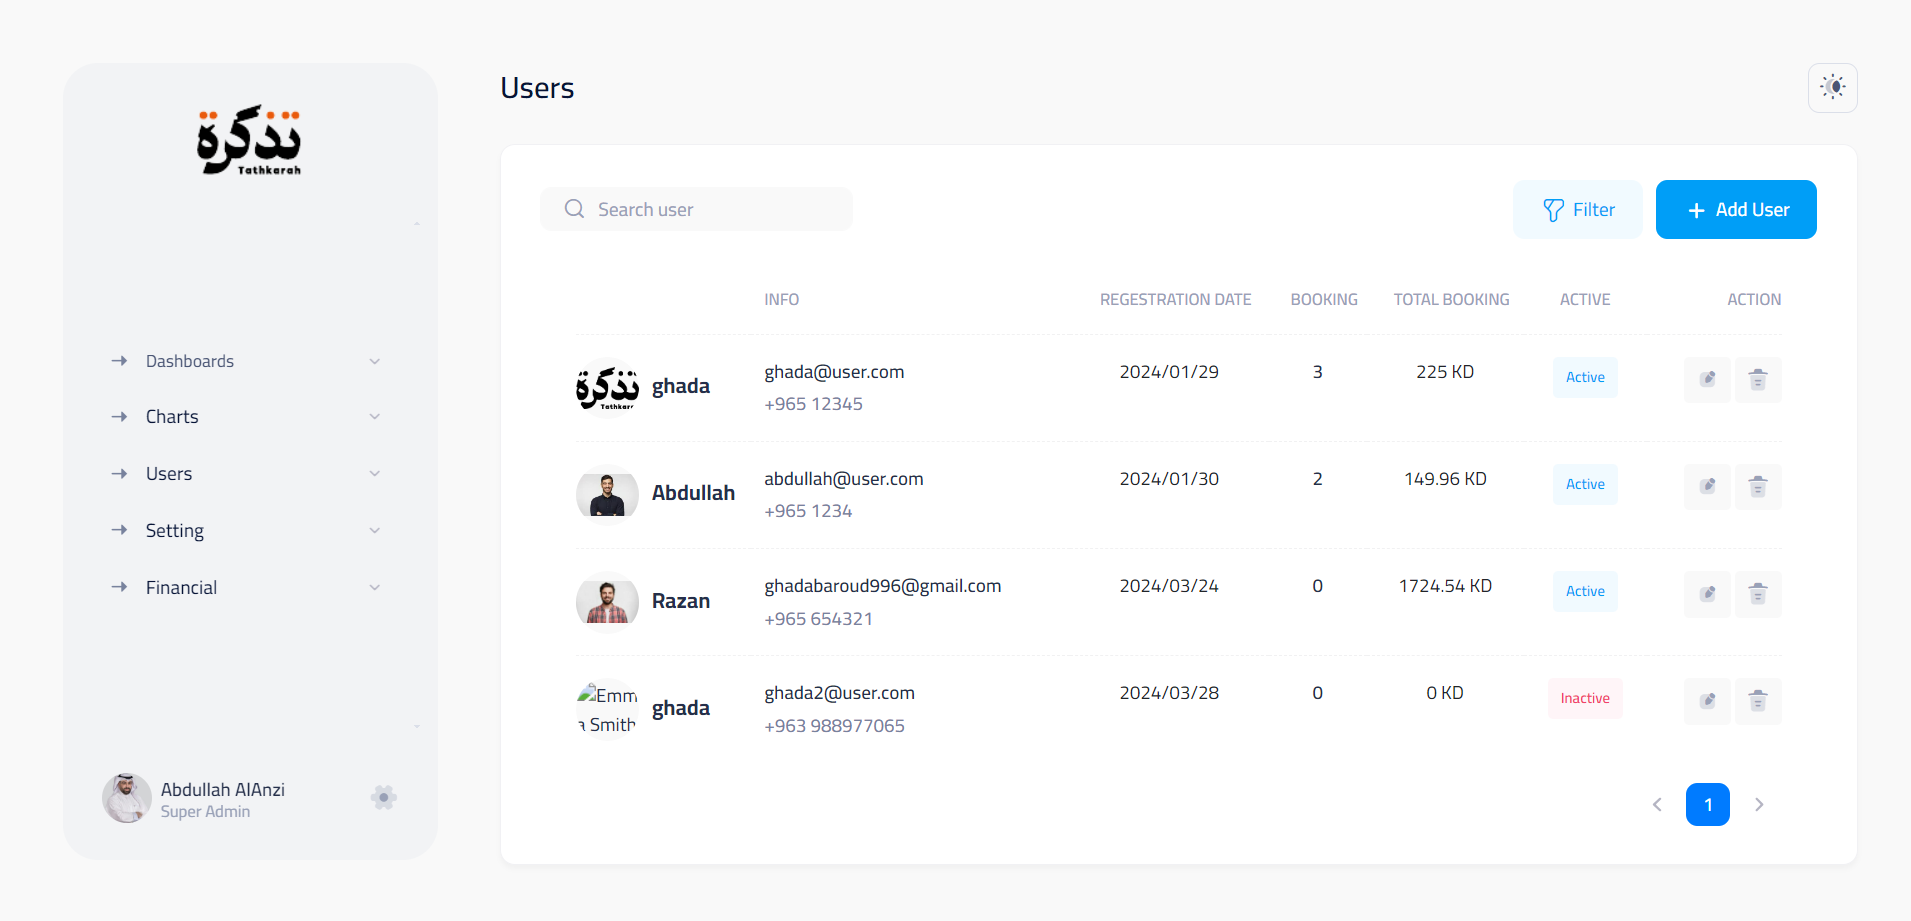 تذكرة
Tathkarah
Dashboards
Charts
Users
Setting
Financial
Abdullah AlAnzi
Super Admin
Users
Search user
Filter
Add User
INFO REGESTRATION DATE BOOKING TOTAL BOOKING ACTIVE ACTION
تذكرة
Tathkarr
ghada
ghada@user.com 2024/01/29 3 225 KD Active
+965 12345
Abdullah
abdullah@user.com 2024/01/30 2 149.96 KD Active
+965 1234
Razan
ghadabaroud996@gmail.com 2024/03/24 0 1724.54 KD Active
+965 654321
Emm
a Smith
ghada
ghada2@user.com 2024/03/28 0 0 KD Inactive
+963 988977065
1